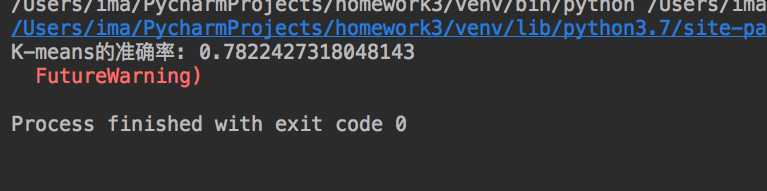 /Users/ima/PycharmProjects/homework3/venv/bin/python /Users/ima
/Users/ima/PycharmProjects/homework3/venv/lib/python3.7/site-pa
K-means的准确率: 0.7822427318048143
FutureWarning)
Process finished with exit code 0